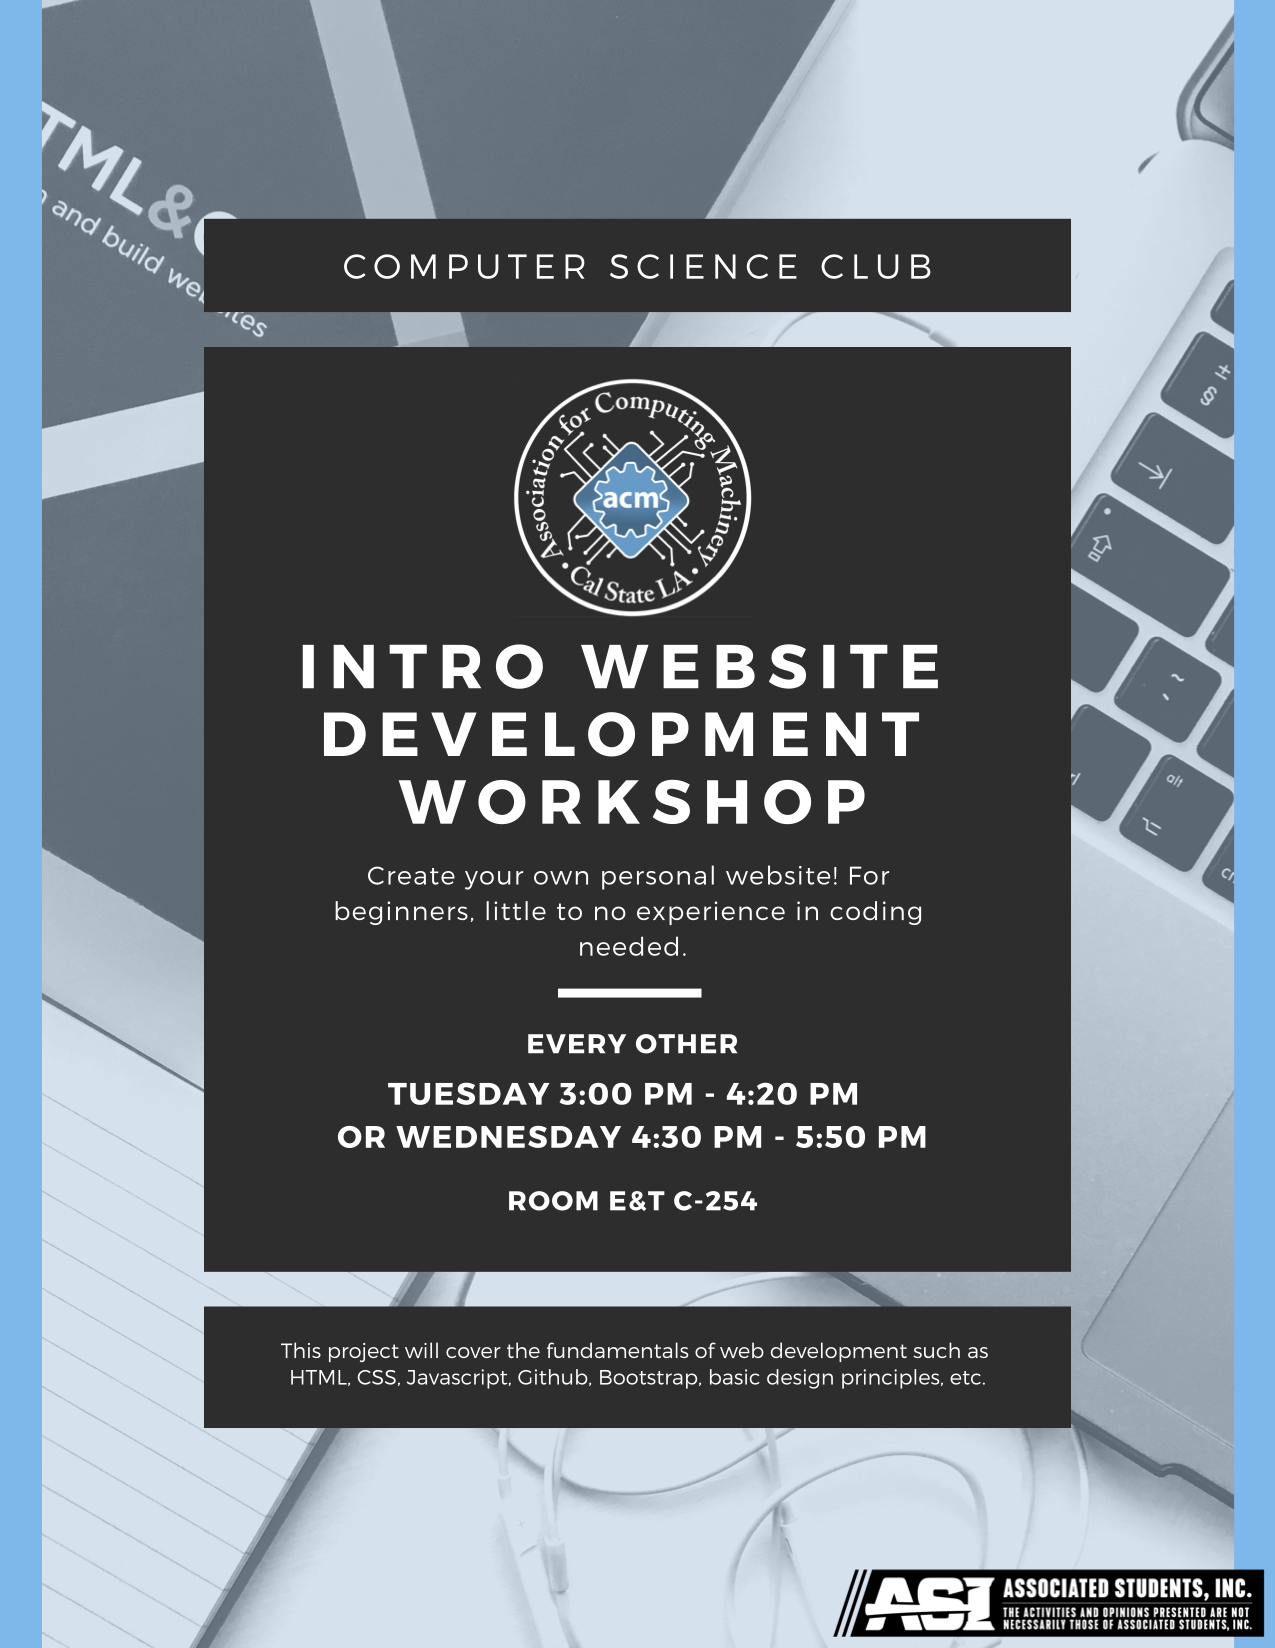 TML&
and build websites
COMPUTER SCIENCE CLUB
Association for Computing Machinery
acm
• Cal State LA •
INTRO WEBSITE
DEVELOPMENT
WORKSHOP
Create your own personal website! For
beginners, little to no experience in coding
needed.
EVERY OTHER
TUESDAY 3:00 PM - 4:20 PM
OR WEDNESDAY 4:30 PM - 5:50 PM
ROOM E&T C-254
This project will cover the fundamentals of web development such as
HTML, CSS, Javascript, Github, Bootstrap, basic design principles, etc.
±
§
~
alt
ASI ASSOCIATED STUDENTS, INC.
THE ACTIVITIES AND OPINIONS PRESENTED ARE NOT
NECESSARILY THOSE OF ASSOCIATED STUDENTS, INC.